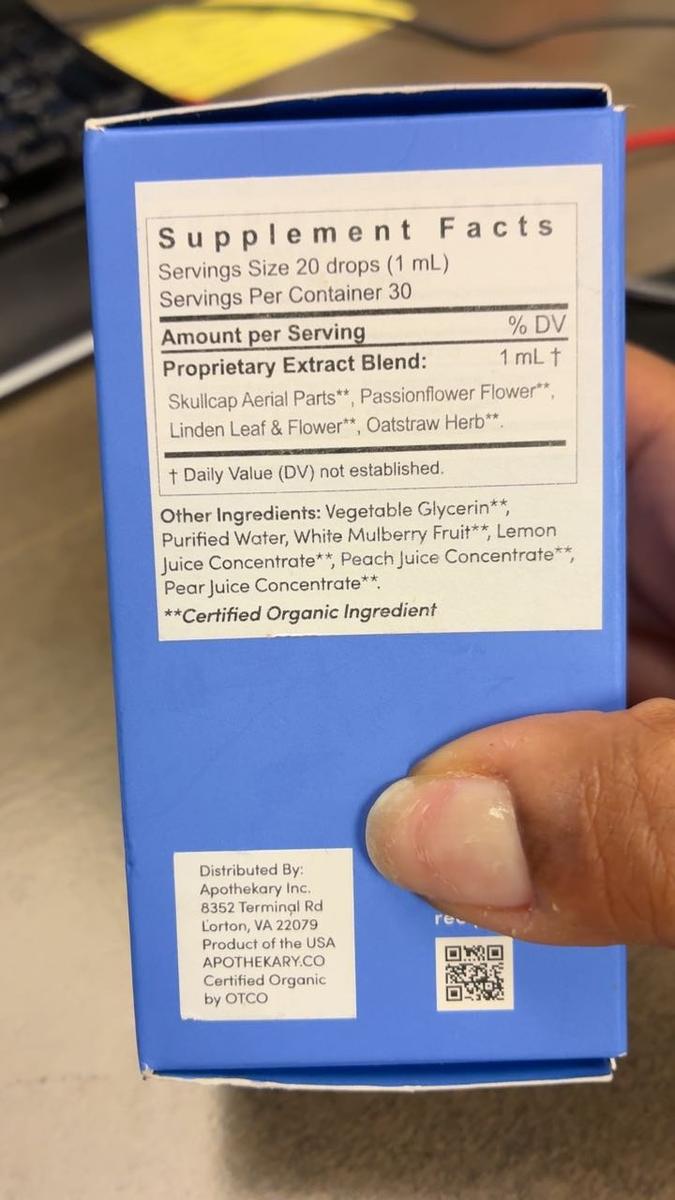 Supplement Facts
Servings Size 20 drops (1 mL)
Servings Per Container 30
Amount per Serving % DV
Proprietary Extract Blend: 1 mL †
Skullcap Aerial Parts**, Passionflower Flower**,
Linden Leaf & Flower**, Oatstraw Herb**.
† Daily Value (DV) not established.
Other Ingredients: Vegetable Glycerin**,
Purified Water, White Mulberry Fruit**, Lemon
Juice Concentrate**, Peach Juice Concentrate**,
Pear Juice Concentrate**.
**Certified Organic Ingredient
Distributed By:
Apothekary Inc.
8352 Terminal Rd
Lorton, VA 22079
Product of the USA
APOTHEKARY.CO
Certified Organic
by OTCO